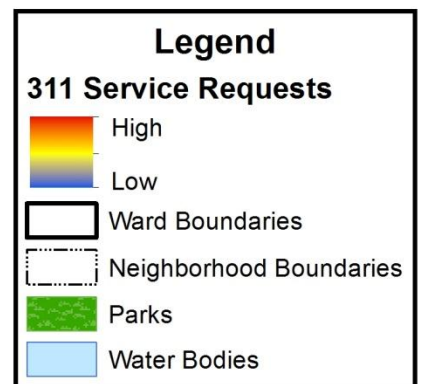 Legend
311 Service Requests
High
Low
Ward Boundaries
Neighborhood Boundaries
Parks
Water Bodies